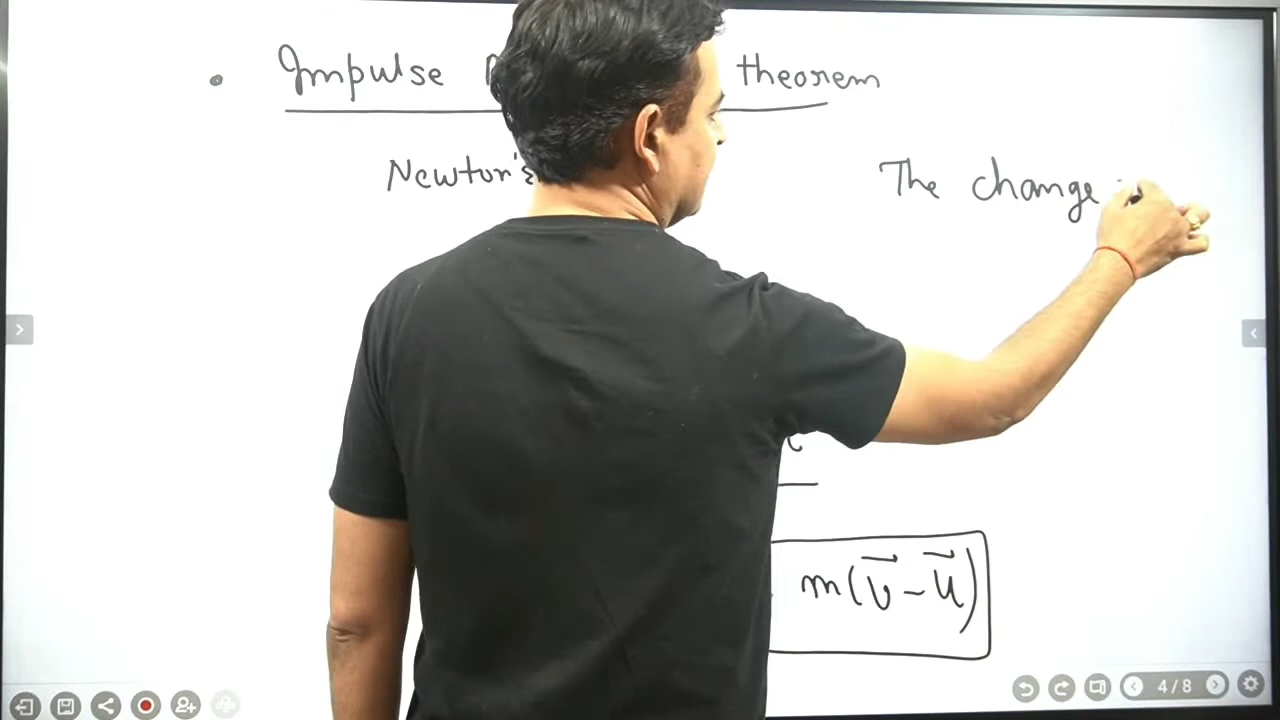 • Impulse theorem
Newton's
The change
m(v⃗ - u⃗)
4/8